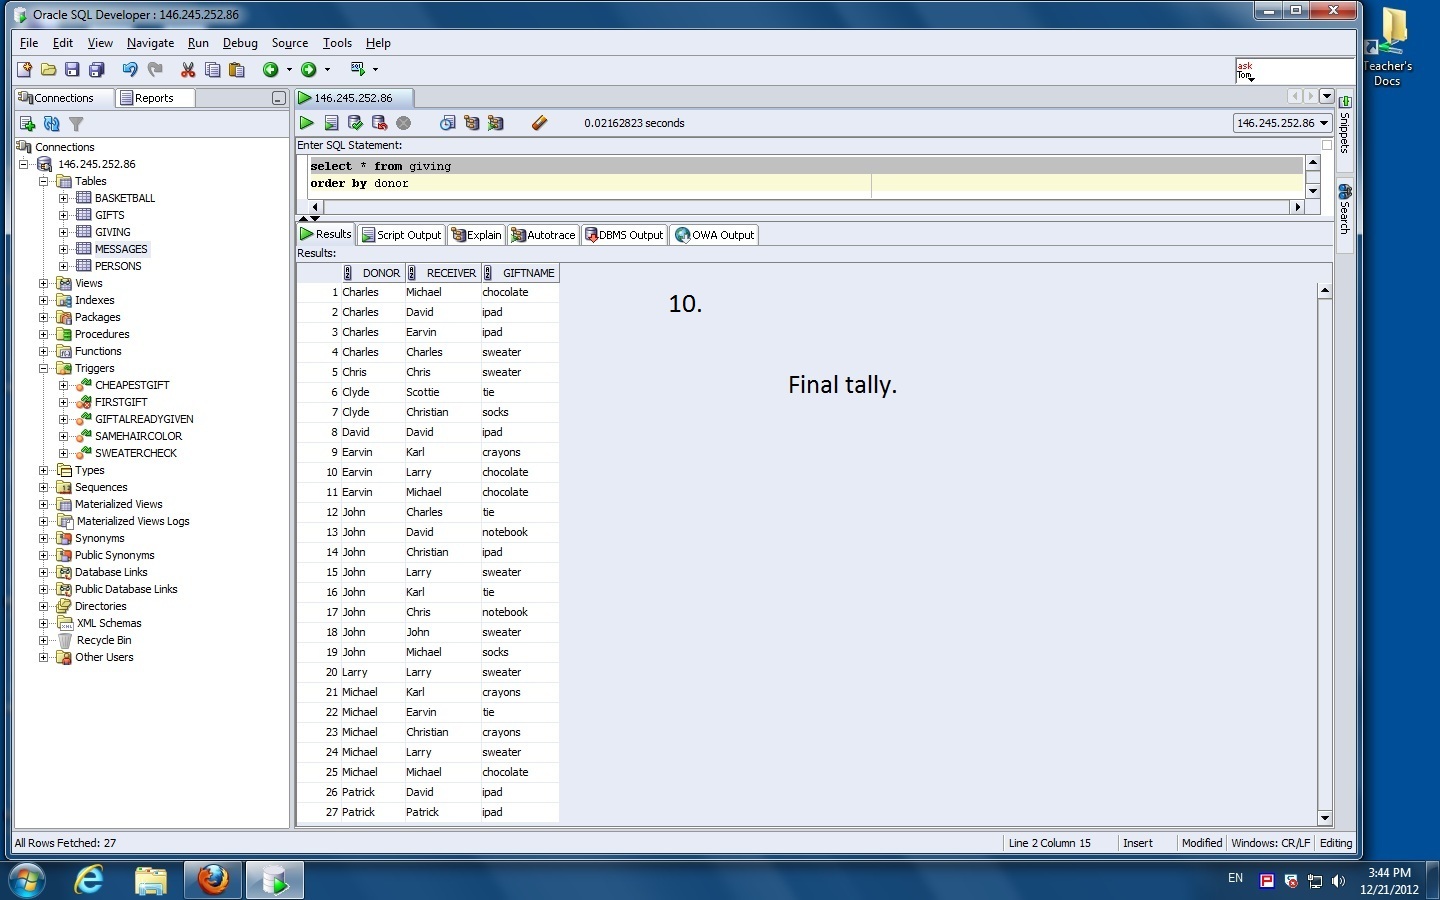 Oracle SQL Developer : 146.245.252.86
File Edit View Navigate Run Debug Source Tools Help
ask
Tom
Teacher's
Docs
Connections Reports
146.245.252.86
0.02162823 seconds
146.245.252.86
Snippets
Search
Enter SQL Statement:
select * from giving
order by donor
Connections
146.245.252.86
Tables
BASKETBALL
GIFTS
GIVING
MESSAGES
PERSONS
Views
Indexes
Packages
Procedures
Functions
Triggers
CHEAPESTGIFT
FIRSTGIFT
GIFTALREADYGIVEN
SAMEHAIRCOLOR
SWEATERCHECK
Types
Sequences
Materialized Views
Materialized Views Logs
Synonyms
Public Synonyms
Database Links
Public Database Links
Directories
XML Schemas
Recycle Bin
Other Users
Results Script Output Explain Autotrace DBMS Output OWA Output
Results:
DONOR RECEIVER GIFTNAME
1 Charles Michael chocolate
2 Charles David ipad
3 Charles Earvin ipad
4 Charles Charles sweater
5 Chris Chris sweater
6 Clyde Scottie tie
7 Clyde Christian socks
8 David David ipad
9 Earvin Karl crayons
10 Earvin Larry chocolate
11 Earvin Michael chocolate
12 John Charles tie
13 John David notebook
14 John Christian ipad
15 John Larry sweater
16 John Karl tie
17 John Chris notebook
18 John John sweater
19 John Michael socks
20 Larry Larry sweater
21 Michael Karl crayons
22 Michael Earvin tie
23 Michael Christian crayons
24 Michael Larry sweater
25 Michael Michael chocolate
26 Patrick David ipad
27 Patrick Patrick ipad
10.
Final tally.
All Rows Fetched: 27
Line 2 Column 15 Insert Modified Windows: CR/LF Editing
EN
3:44 PM
12/21/2012